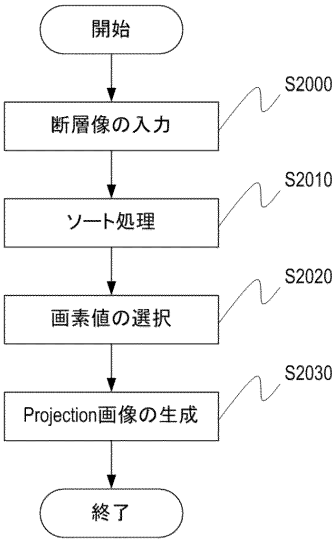 開始
断層像の入力
S2000
ソート処理
S2010
画素値の選択
S2020
Projection画像の生成
S2030
終了